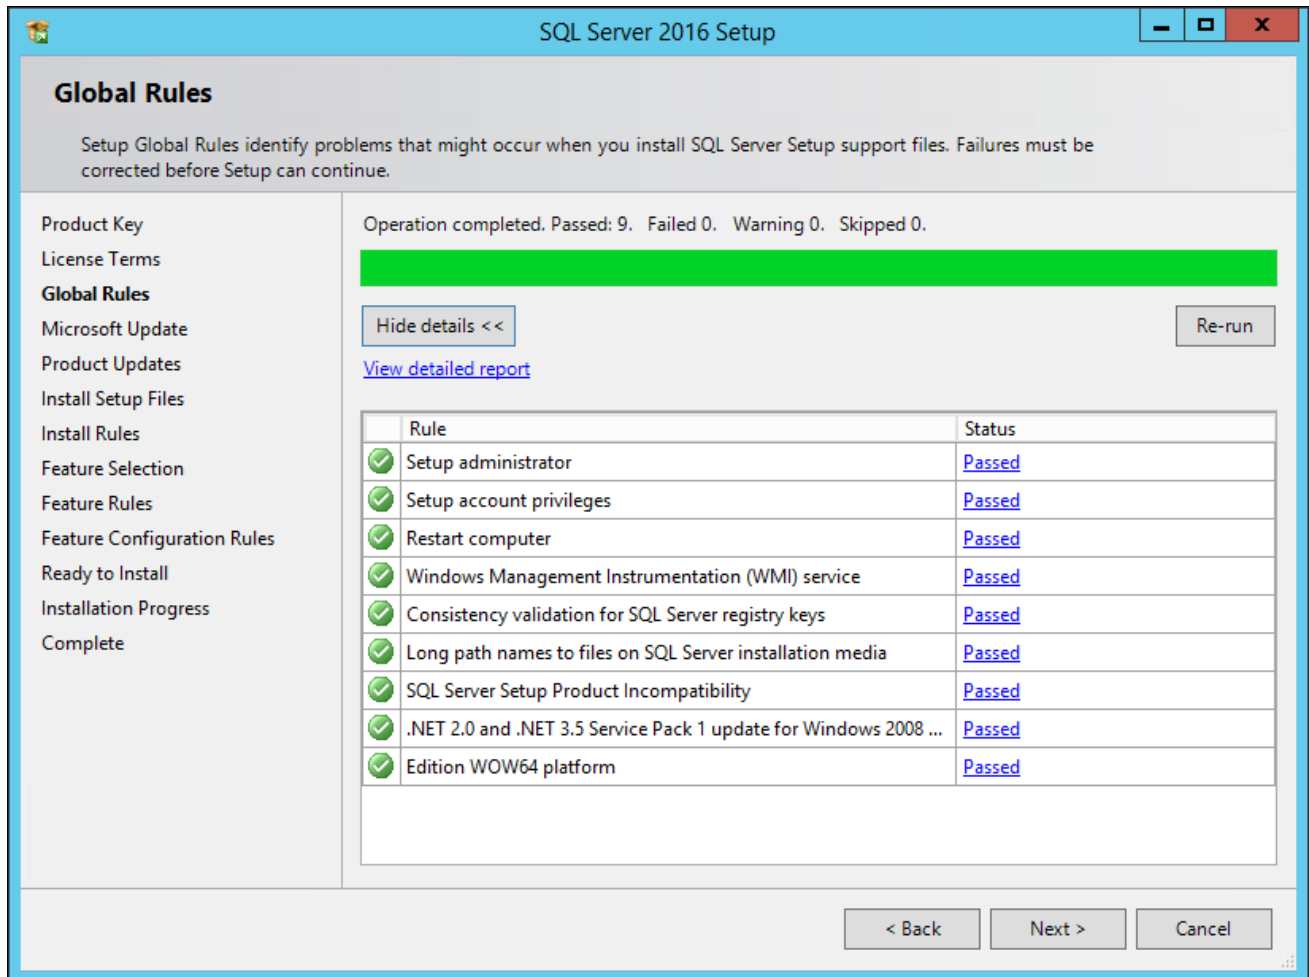 SQL Server 2016 Setup
Global Rules
Setup Global Rules identify problems that might occur when you install SQL Server Setup support files. Failures must be
corrected before Setup can continue.
Product Key
License Terms
Global Rules
Microsoft Update
Product Updates
Install Setup Files
Install Rules
Feature Selection
Feature Rules
Feature Configuration Rules
Ready to Install
Installation Progress
Complete
Operation completed. Passed: 9. Failed 0. Warning 0. Skipped 0.
Hide details <<
Re-run
View detailed report
Rule Status
Setup administrator Passed
Setup account privileges Passed
Restart computer Passed
Windows Management Instrumentation (WMI) service Passed
Consistency validation for SQL Server registry keys Passed
Long path names to files on SQL Server installation media Passed
SQL Server Setup Product Incompatibility Passed
.NET 2.0 and .NET 3.5 Service Pack 1 update for Windows 2008 ... Passed
Edition WOW64 platform Passed
< Back Next > Cancel